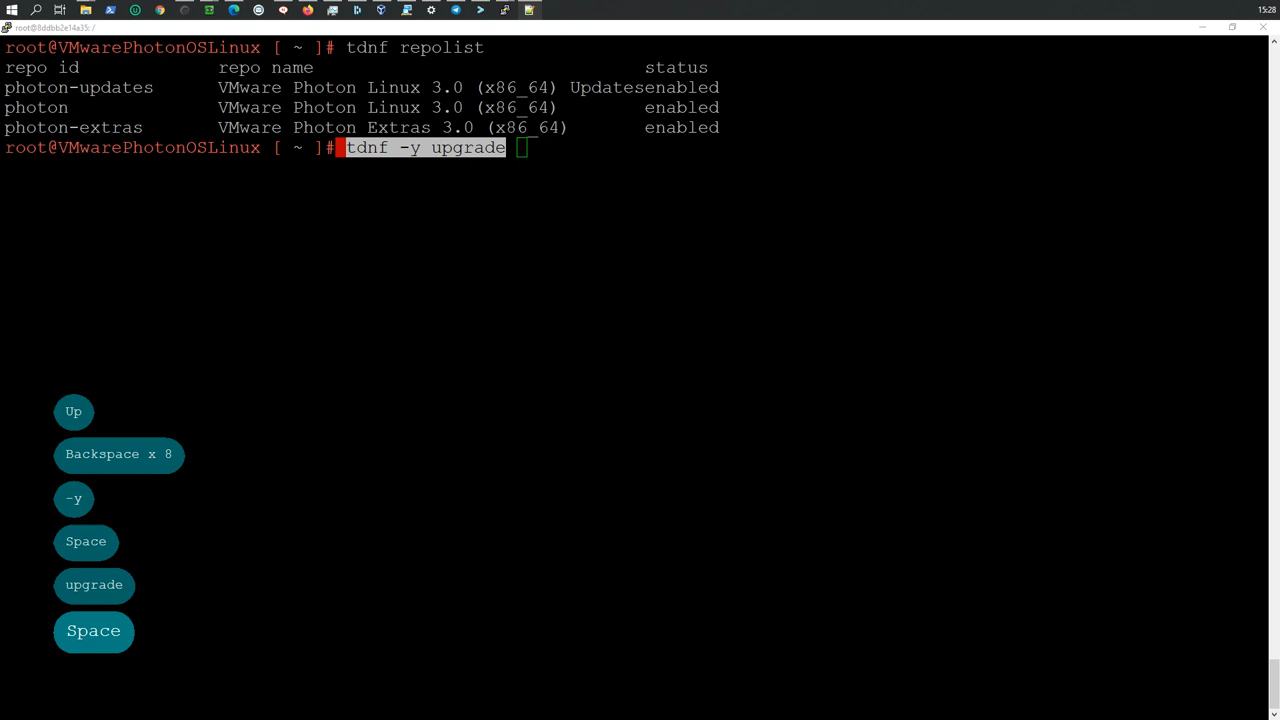 15:28
root@8ddbb2e14a35: /
root@VMwarePhotonOSLinux [ ~ ]# tdnf repolist
repo id repo name status
photon-updates VMware Photon Linux 3.0 (x86_64) Updatesenabled
photon VMware Photon Linux 3.0 (x86_64) enabled
photon-extras VMware Photon Extras 3.0 (x86_64) enabled
root@VMwarePhotonOSLinux [ ~ ]# tdnf -y upgrade
Up
Backspace x 8
-y
Space
upgrade
Space